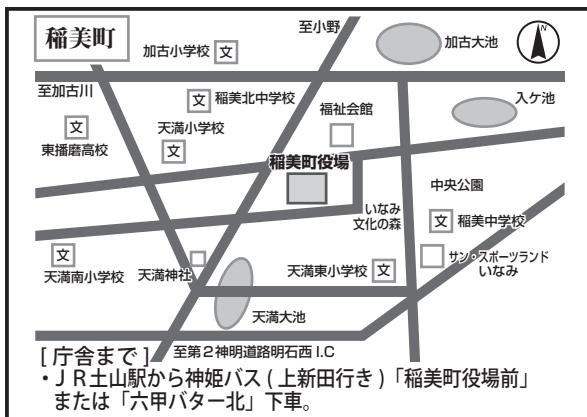 稲美町
至小野
N
加古小学校 文
加古大池
至加古川
文 稲美北中学校
福祉会館
入ケ池
文
天満小学校
東播磨高校
文
稲美町役場
中央公園
いなみ
文化の森
文 稲美中学校
文
サン・スポーツランド
いなみ
天満南小学校
天満神社
天満東小学校 文
天満大池
[庁舎まで]
至第2神明道路明石西I.C
・JR土山駅から神姫バス(上新田行き)「稲美町役場前」
または「六甲バター北」下車。